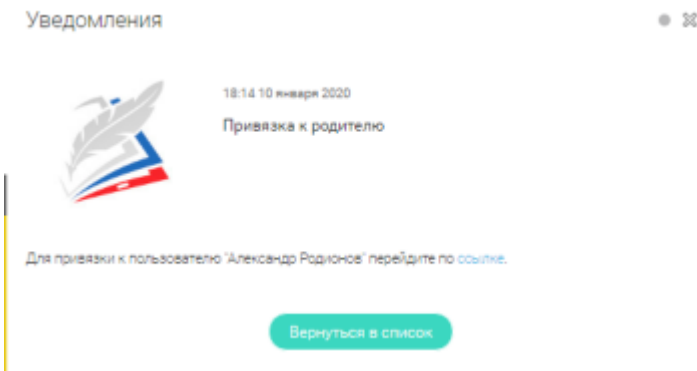 Уведомления
18:14 10 января 2020
Привязка к родителю
Для привязки к пользователю "Александр Родионов" перейдите по ссылке.
Вернуться в список